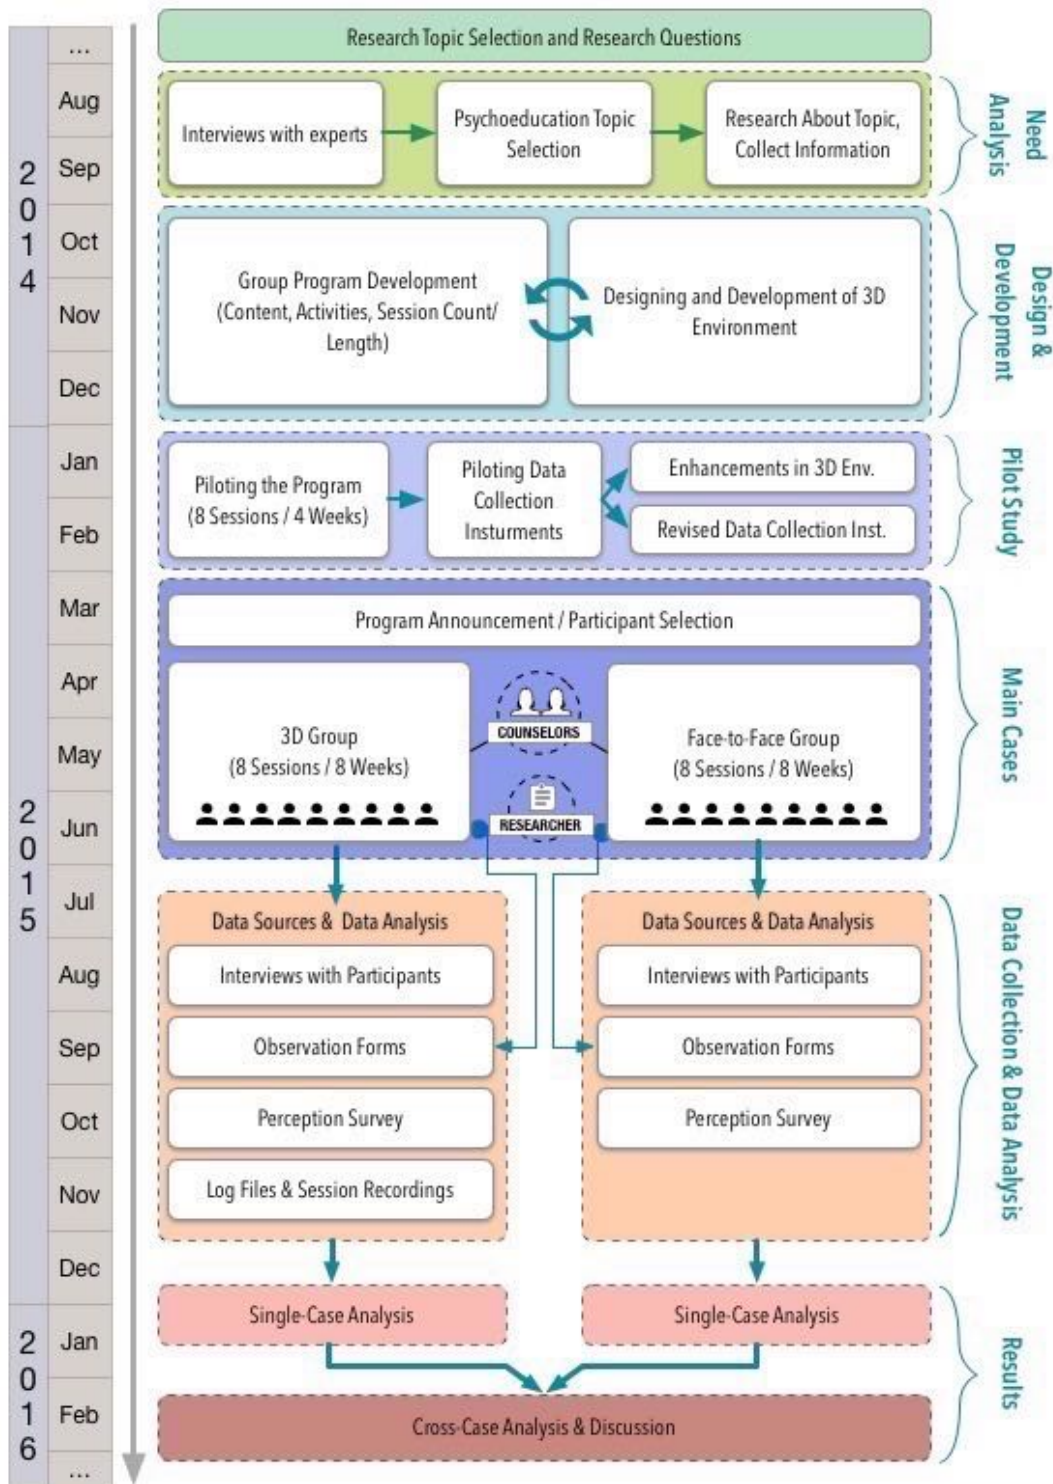 Research Topic Selection and Research Questions
Interviews with experts
Psychoeducation Topic
Selection
Research About Topic,
Collect Information
Need
Analysis
Group Program Development
(Content, Activities, Session Count/
Length)
Designing and Development of 3D
Environment
Design &
Development
Piloting the Program
(8 Sessions / 4 Weeks)
Piloting Data
Collection
Insturments
Enhancements in 3D Env.
Revised Data Collection Inst.
Pilot Study
Program Announcement / Participant Selection
3D Group
(8 Sessions / 8 Weeks)
COUNSELORS
RESEARCHER
Face-to-Face Group
(8 Sessions / 8 Weeks)
Main Cases
Data Sources & Data Analysis
Interviews with Participants
Observation Forms
Perception Survey
Log Files & Session Recordings
Data Sources & Data Analysis
Interviews with Participants
Observation Forms
Perception Survey
Data Collection & Data Analysis
Single-Case Analysis
Single-Case Analysis
Cross-Case Analysis & Discussion
Results
2014
...
Aug
Sep
Oct
Nov
Dec
2015
Jan
Feb
Mar
Apr
May
Jun
Jul
Aug
Sep
Oct
Nov
Dec
2016
Jan
Feb
...